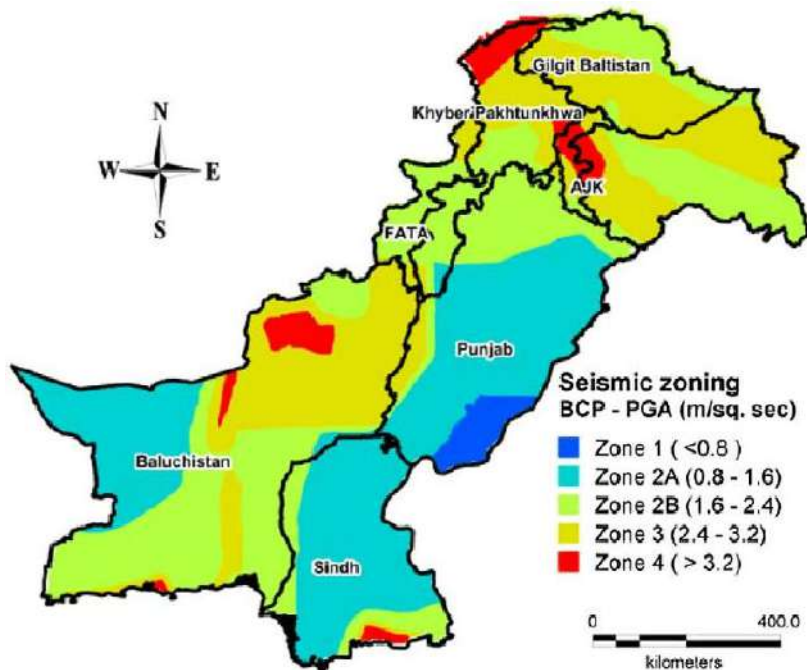 Gilgit Baltistan
Khyber Pakhtunkhwa
N
W E
S
AJK
FATA
Punjab
Seismic zoning
BCP - PGA (m/sq. sec)
Zone 1 ( <0.8 )
Zone 2A (0.8 - 1.6)
Zone 2B (1.6 - 2.4)
Zone 3 (2.4 - 3.2)
Zone 4 ( > 3.2)
Baluchistan
Sindh
0 400.0
kilometers